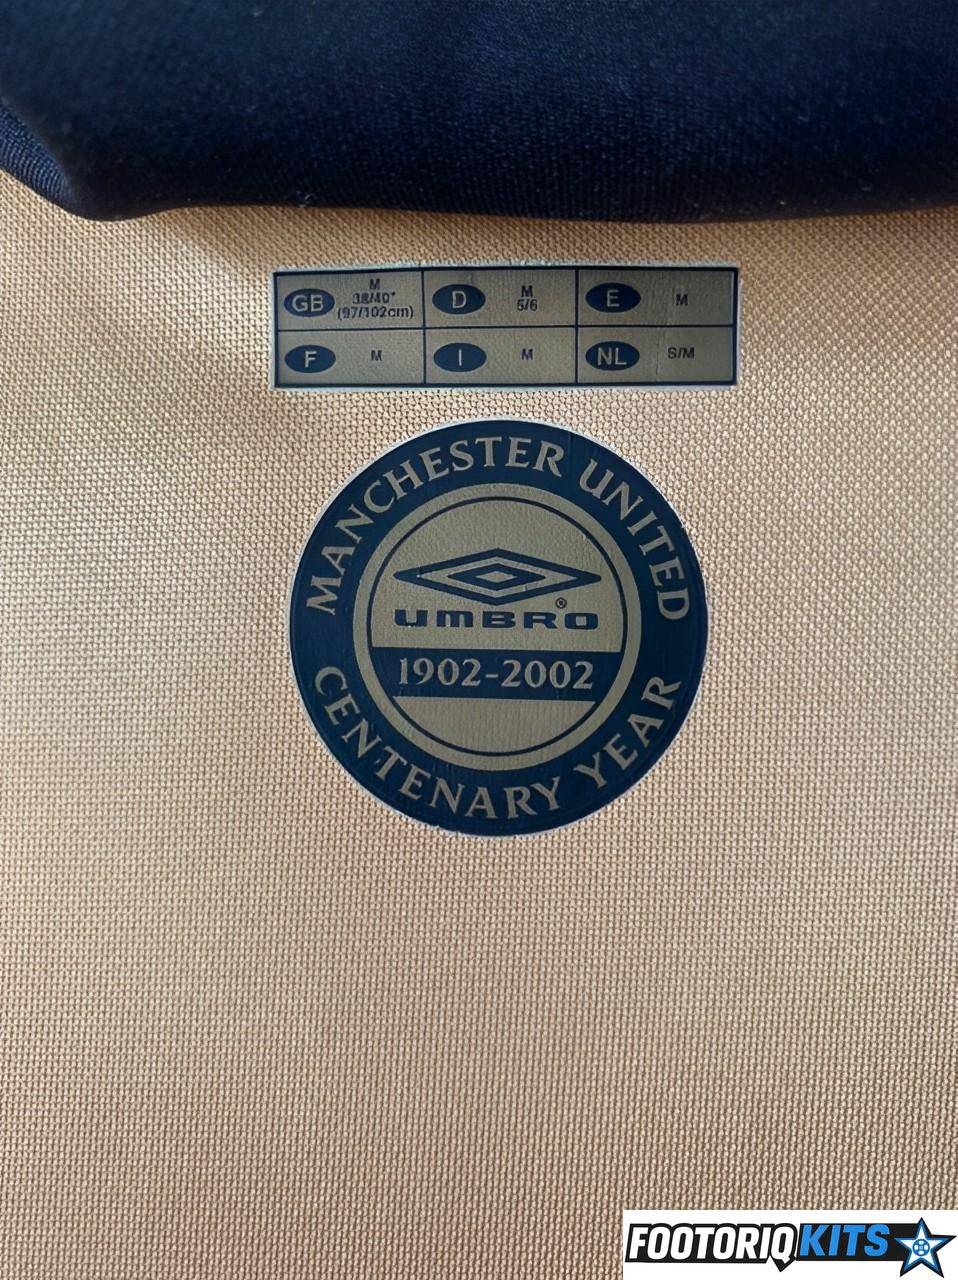 GB M 38/40"
(97/102cm)
D M 5/6
E M
F M
I M
NL S/M
MANCHESTER UNITED
UMBRO®
1902-2002
CENTENARY YEAR
FOOTORIQKITS